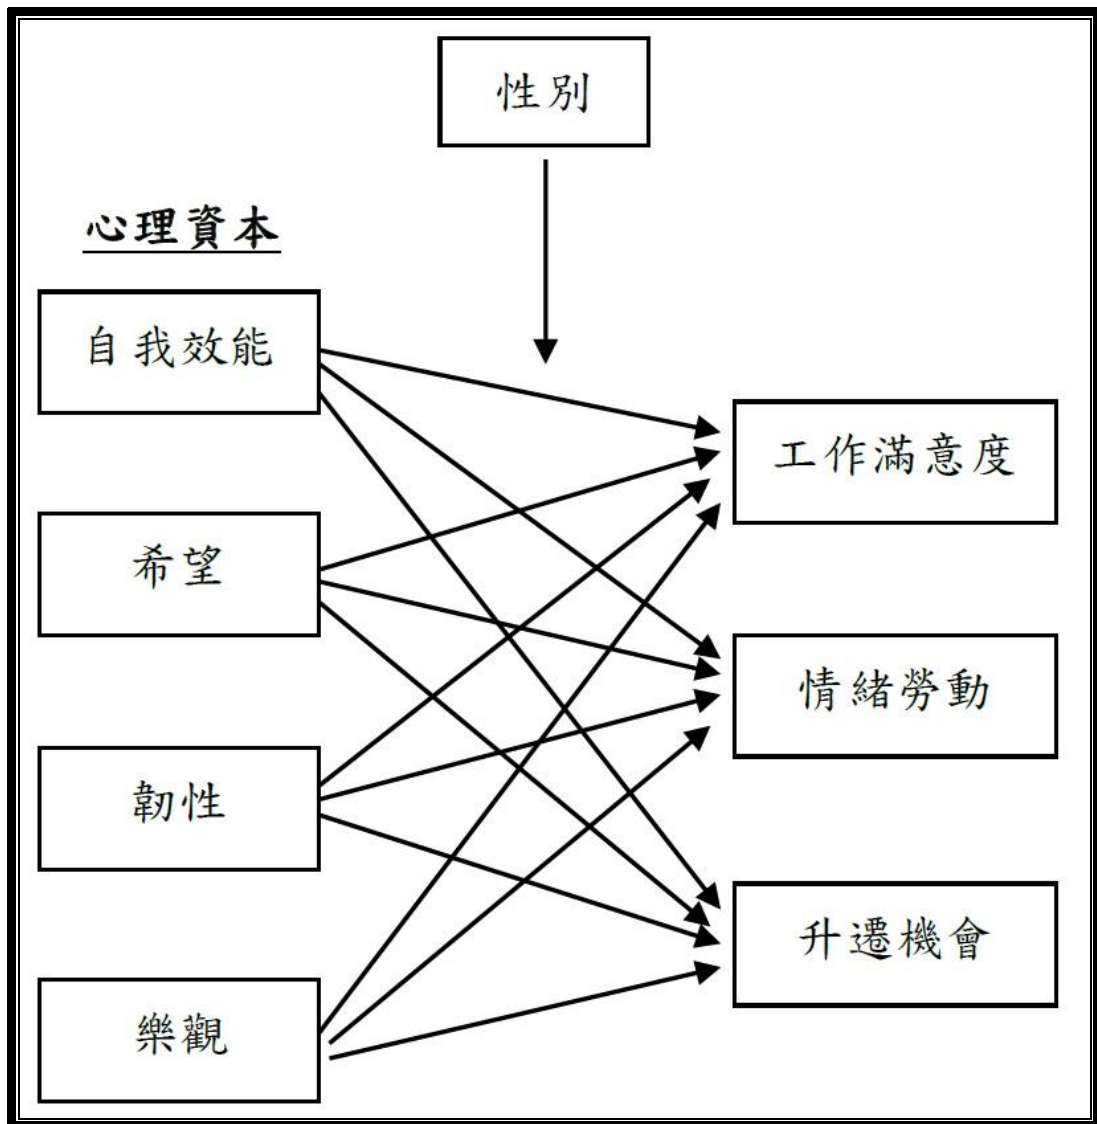 性別
心理資本
自我效能
希望
韌性
樂觀
工作滿意度
情緒勞動
升遷機會